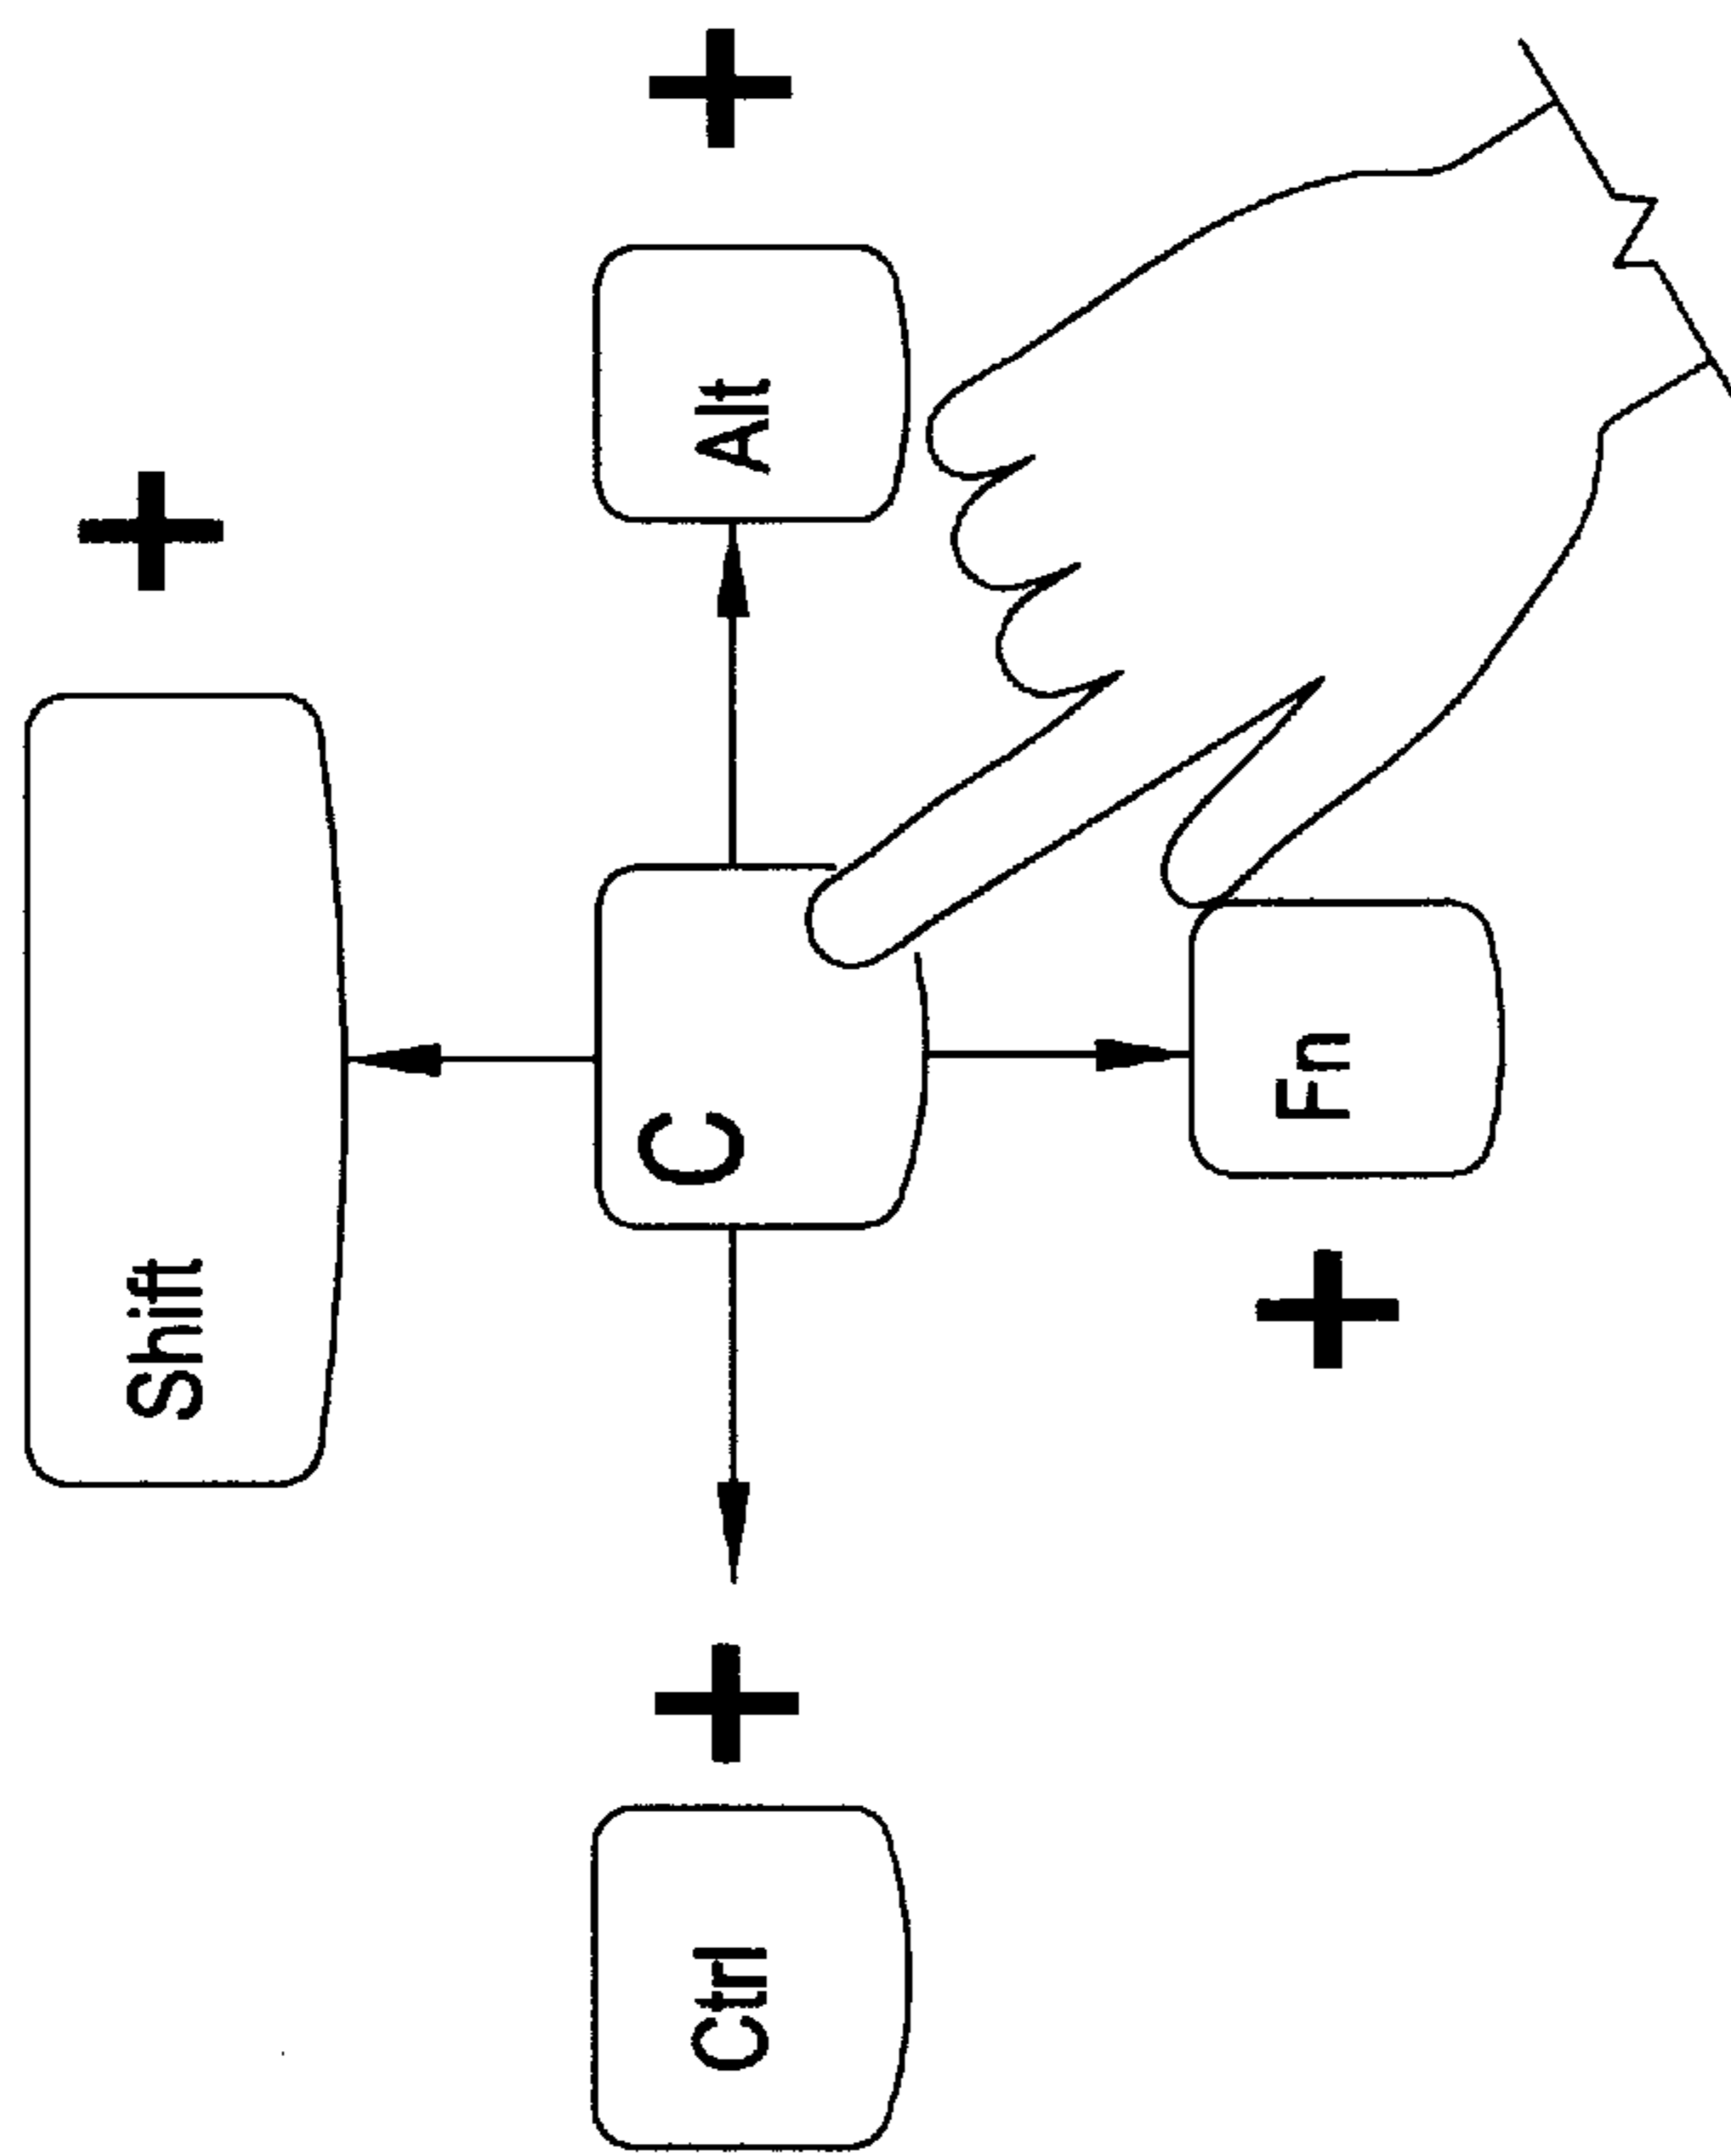 Shift +
Ctrl +
C
Alt +
+ Fn